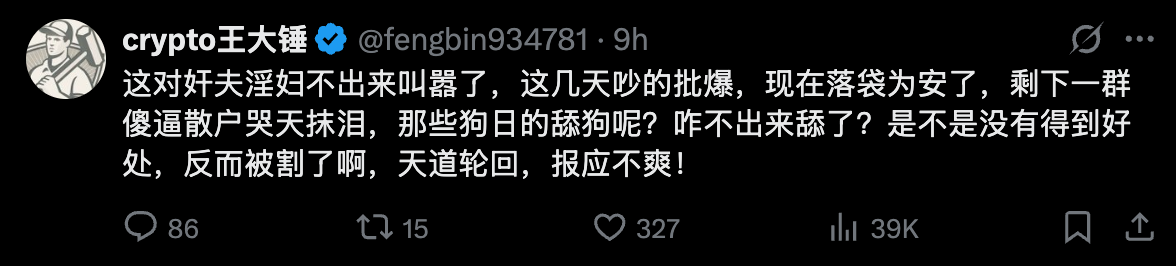 crypto王大锤 @fengbin934781 · 9h
这对奸夫淫妇不出来叫嚣了，这几天吵的批爆，现在落袋为安了，剩下一群
傻逼散户哭天抹泪，那些狗日的舔狗呢？咋不出来舔了？是不是没有得到好
处，反而被割了啊，天道轮回，报应不爽！
86 15 327 39K